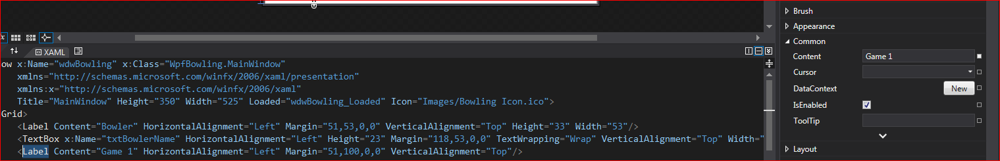 XAML
ow x:Name="wdwBowling" x:Class="WpfBowling.MainWindow"
xmlns="http://schemas.microsoft.com/winfx/2006/xaml/presentation"
xmlns:x="http://schemas.microsoft.com/winfx/2006/xaml"
Title="MainWindow" Height="350" Width="525" Loaded="wdwBowling_Loaded" Icon="Images/Bowling Icon.ico">
Grid>
<Label Content="Bowler" HorizontalAlignment="Left" Margin="51,53,0,0" VerticalAlignment="Top" Height="33" Width="53"/>
<TextBox x:Name="txtBowlerName" HorizontalAlignment="Left" Height="23" Margin="118,53,0,0" TextWrapping="Wrap" VerticalAlignment="Top" Width="
<Label Content="Game 1" HorizontalAlignment="Left" Margin="51,100,0,0" VerticalAlignment="Top"/>
Brush
Appearance
Common
Content Game 1
Cursor
DataContext New
IsEnabled
ToolTip
Layout